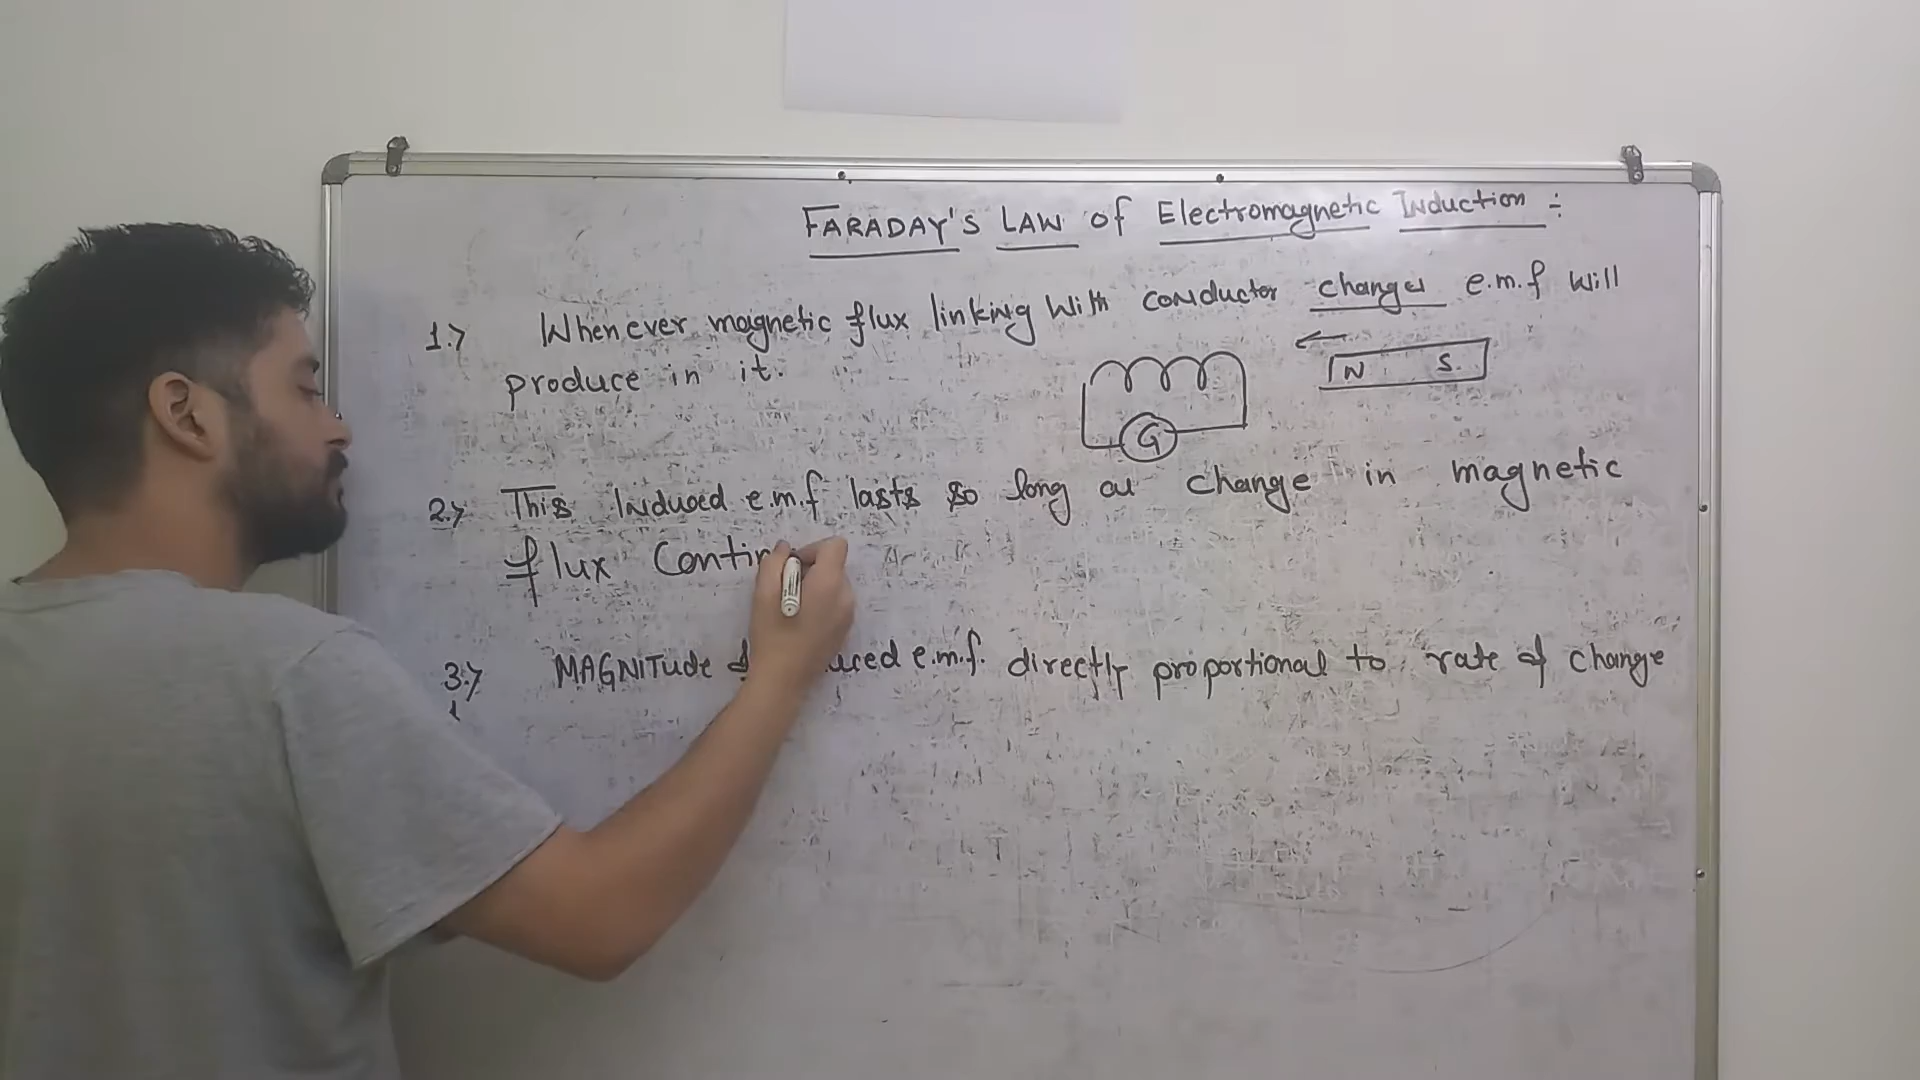 FARADAY'S LAW of Electromagnetic Induction :-
1.> Whenever magnetic flux linking with conductor changes e.m.f will
produce in it.
N S.
G
2.> This Induced e.m.f lasts so long as change in magnetic
flux Contin
3.> MAGNITude e.m.f. directly proportional to rate of change